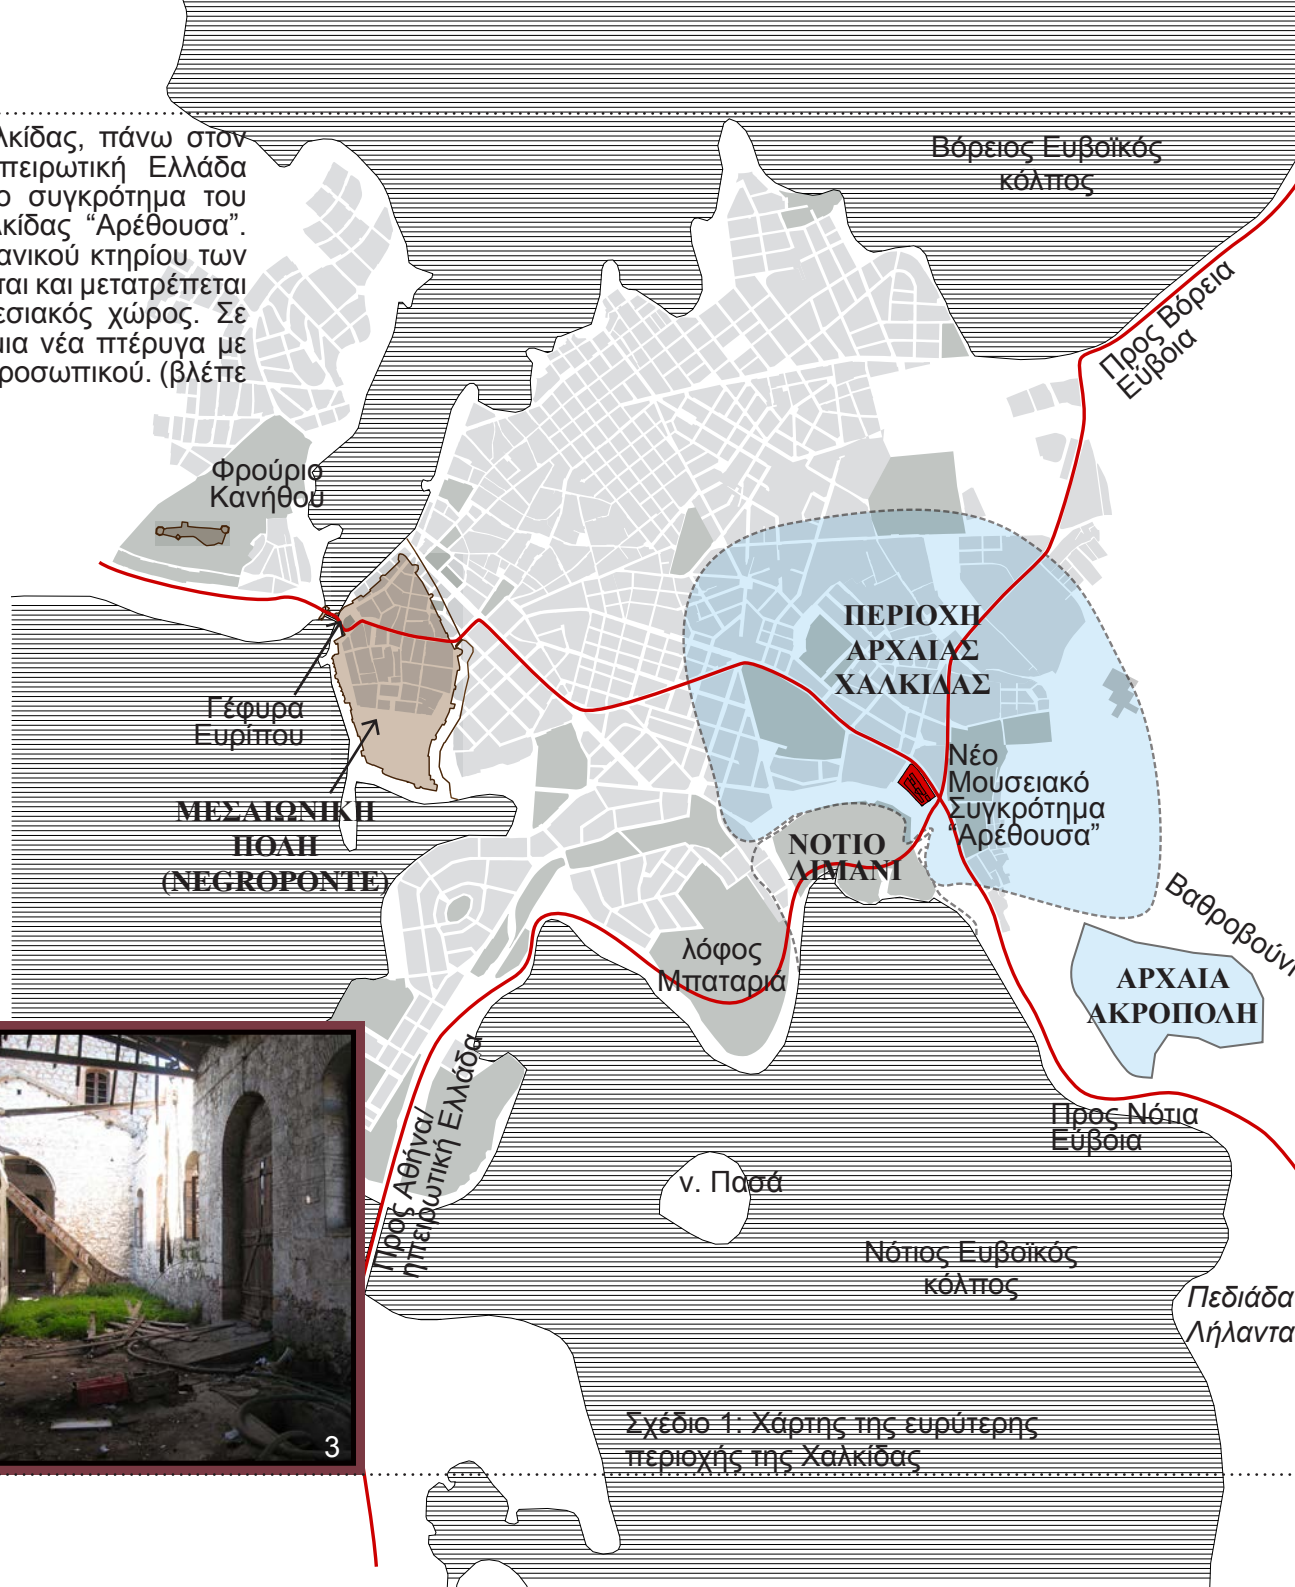 λκίδας, πάνω στον
πειρωτική Ελλάδα
ο συγκρότημα του
λκίδας “Αρέθουσα”.
ανικού κτηρίου των
ται και μετατρέπεται
εσιακός χώρος. Σε
μια νέα πτέρυγα με
ροσωπικού. (βλέπε
Βόρειος Ευβοϊκός
κόλπος
Προς Βόρεια
Εύβοια
Φρούριο
Κανήθου
ΠΕΡΙΟΧΗ
ΑΡΧΑΙΑΣ
ΧΑΛΚΙΔΑΣ
Γέφυρα
Ευρίπου
Νέο
Μουσειακό
Συγκρότημα
“Αρέθουσα”
ΜΕΣΑΙΩΝΙΚΗ
ΠΟΛΗ
(NEGROPONTE)
ΝΟΤΙΟ
ΛΙΜΑΝΙ
Βαθροβούνι
λόφος
Μπαταριά
ΑΡΧΑΙΑ
ΑΚΡΟΠΟΛΗ
Προς Αθήνα/
ηπειρωτική Ελλάδα
Προς Νότια
Εύβοια
ν. Πασά
Νότιος Ευβοϊκός
κόλπος
Πεδιάδα
Λήλαντα
Σχέδιο 1: Χάρτης της ευρύτερης
περιοχής της Χαλκίδας
3